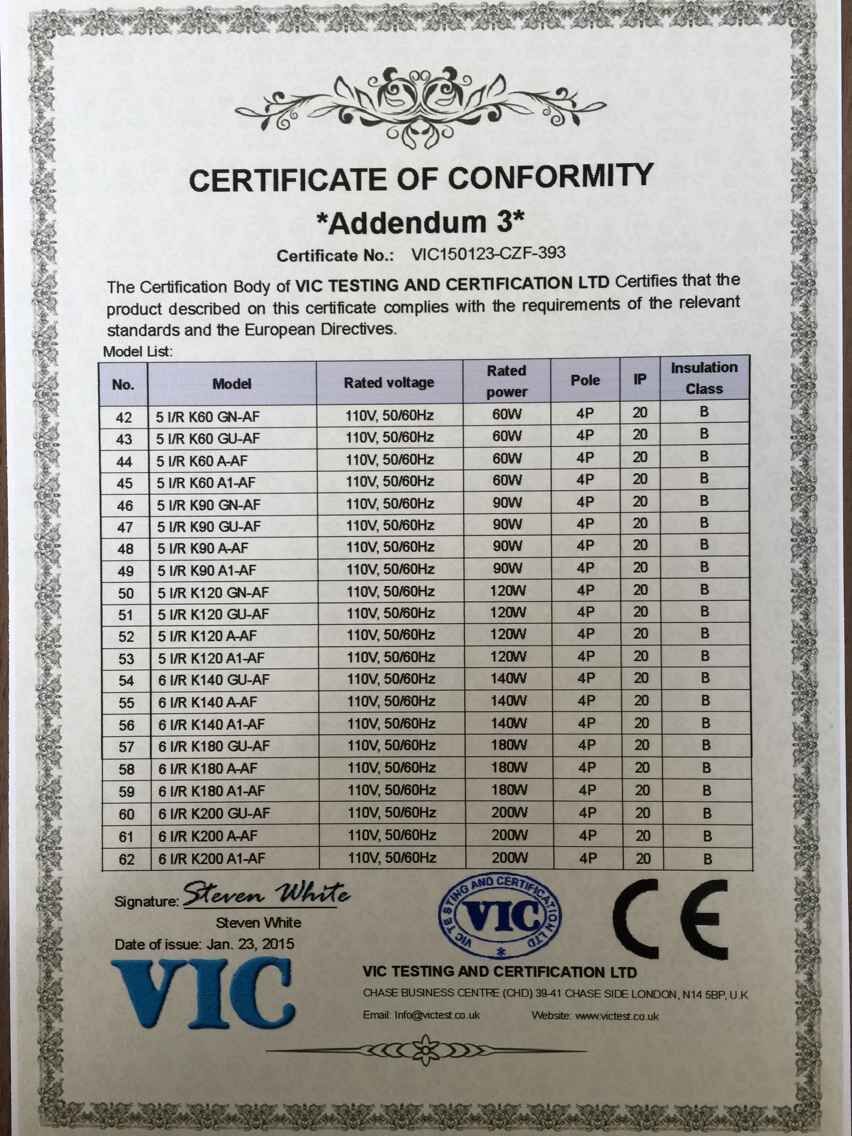 CERTIFICATE OF CONFORMITY
*Addendum 3*
Certificate No.: VIC150123-CZF-393
The Certification Body of VIC TESTING AND CERTIFICATION LTD Certifies that the
product described on this certificate complies with the requirements of the relevant
standards and the European Directives.
Model List:
No. Model Rated voltage Rated power Pole IP Insulation Class
42 5 I/R K60 GN-AF 110V, 50/60Hz 60W 4P 20 B
43 5 I/R K60 GU-AF 110V, 50/60Hz 60W 4P 20 B
44 5 I/R K60 A-AF 110V, 50/60Hz 60W 4P 20 B
45 5 I/R K60 A1-AF 110V, 50/60Hz 60W 4P 20 B
46 5 I/R K90 GN-AF 110V, 50/60Hz 90W 4P 20 B
47 5 I/R K90 GU-AF 110V, 50/60Hz 90W 4P 20 B
48 5 I/R K90 A-AF 110V, 50/60Hz 90W 4P 20 B
49 5 I/R K90 A1-AF 110V, 50/60Hz 90W 4P 20 B
50 5 I/R K120 GN-AF 110V, 50/60Hz 120W 4P 20 B
51 5 I/R K120 GU-AF 110V, 50/60Hz 120W 4P 20 B
52 5 I/R K120 A-AF 110V, 50/60Hz 120W 4P 20 B
53 5 I/R K120 A1-AF 110V, 50/60Hz 120W 4P 20 B
54 6 I/R K140 GU-AF 110V, 50/60Hz 140W 4P 20 B
55 6 I/R K140 A-AF 110V, 50/60Hz 140W 4P 20 B
56 6 I/R K140 A1-AF 110V, 50/60Hz 140W 4P 20 B
57 6 I/R K180 GU-AF 110V, 50/60Hz 180W 4P 20 B
58 6 I/R K180 A-AF 110V, 50/60Hz 180W 4P 20 B
59 6 I/R K180 A1-AF 110V, 50/60Hz 180W 4P 20 B
60 6 I/R K200 GU-AF 110V, 50/60Hz 200W 4P 20 B
61 6 I/R K200 A-AF 110V, 50/60Hz 200W 4P 20 B
62 6 I/R K200 A1-AF 110V, 50/60Hz 200W 4P 20 B
Signature: Steven White
Steven White
Date of issue: Jan. 23, 2015
VIC TESTING AND CERTIFICATION LTD
VIC
*
CE
VIC
VIC TESTING AND CERTIFICATION LTD
CHASE BUSINESS CENTRE (CHD) 39-41 CHASE SIDE LONDON, N14 5BP, U.K
Email: Info@victest.co.uk Website: www.victest.co.uk